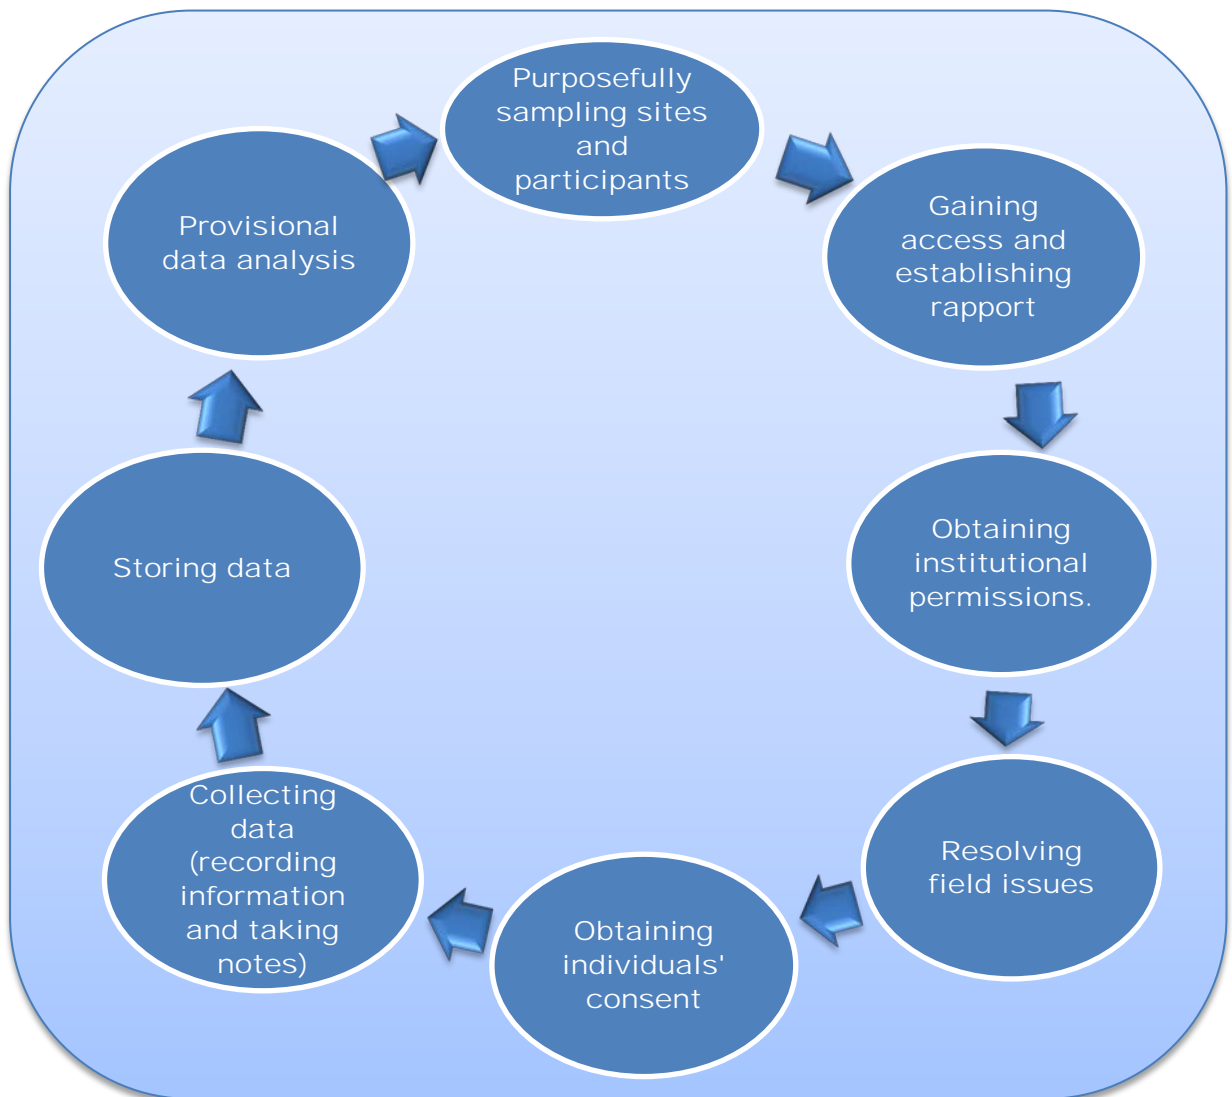 Purposefully
sampling sites
and
participants
Gaining
access and
establishing
rapport
Obtaining
institutional
permissions.
Resolving
field issues
Obtaining
individuals'
consent
Collecting
data
(recording
information
and taking
notes)
Storing data
Provisional
data analysis